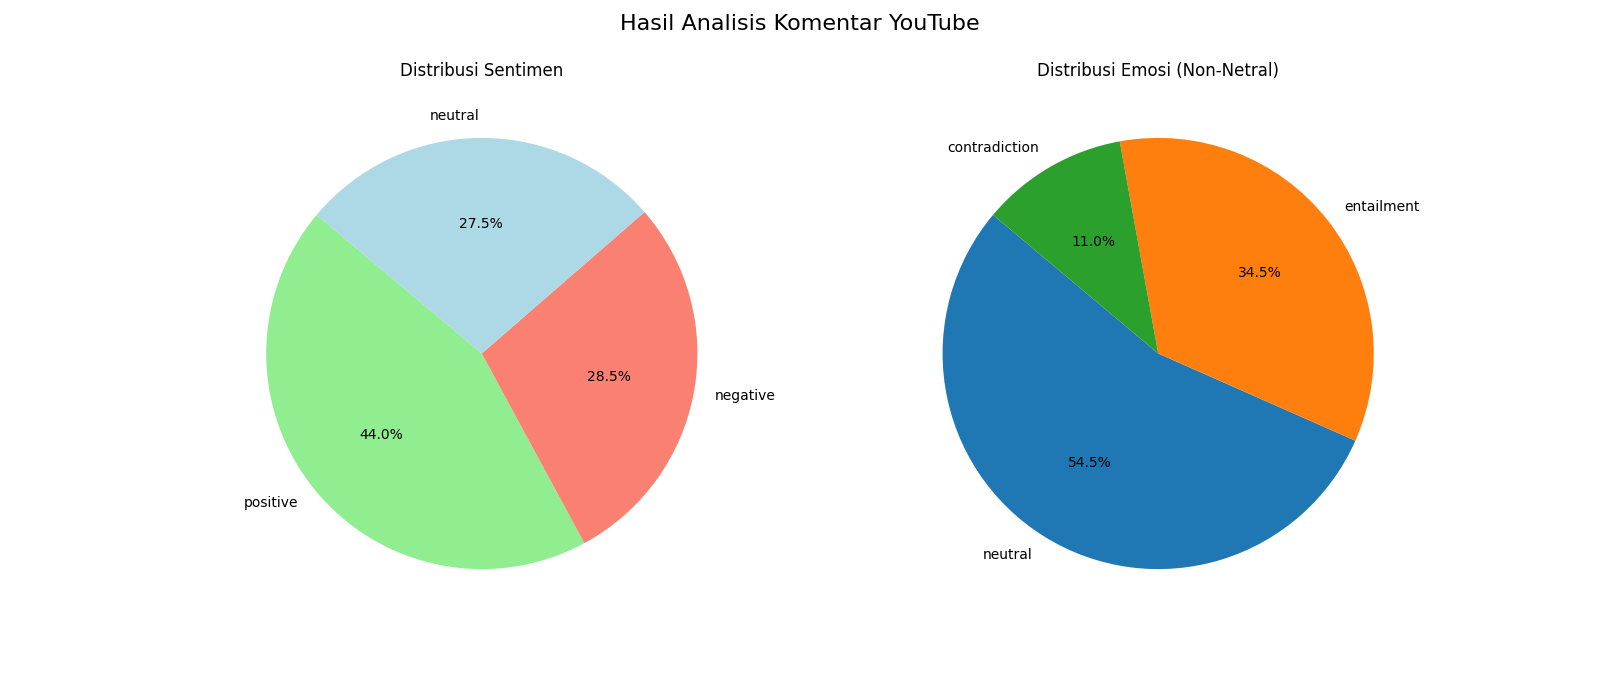 Hasil Analisis Komentar YouTube
Distribusi Sentimen
neutral
27.5%
28.5%
negative
44.0%
positive
Distribusi Emosi (Non-Netral)
contradiction
entailment
11.0%
34.5%
54.5%
neutral